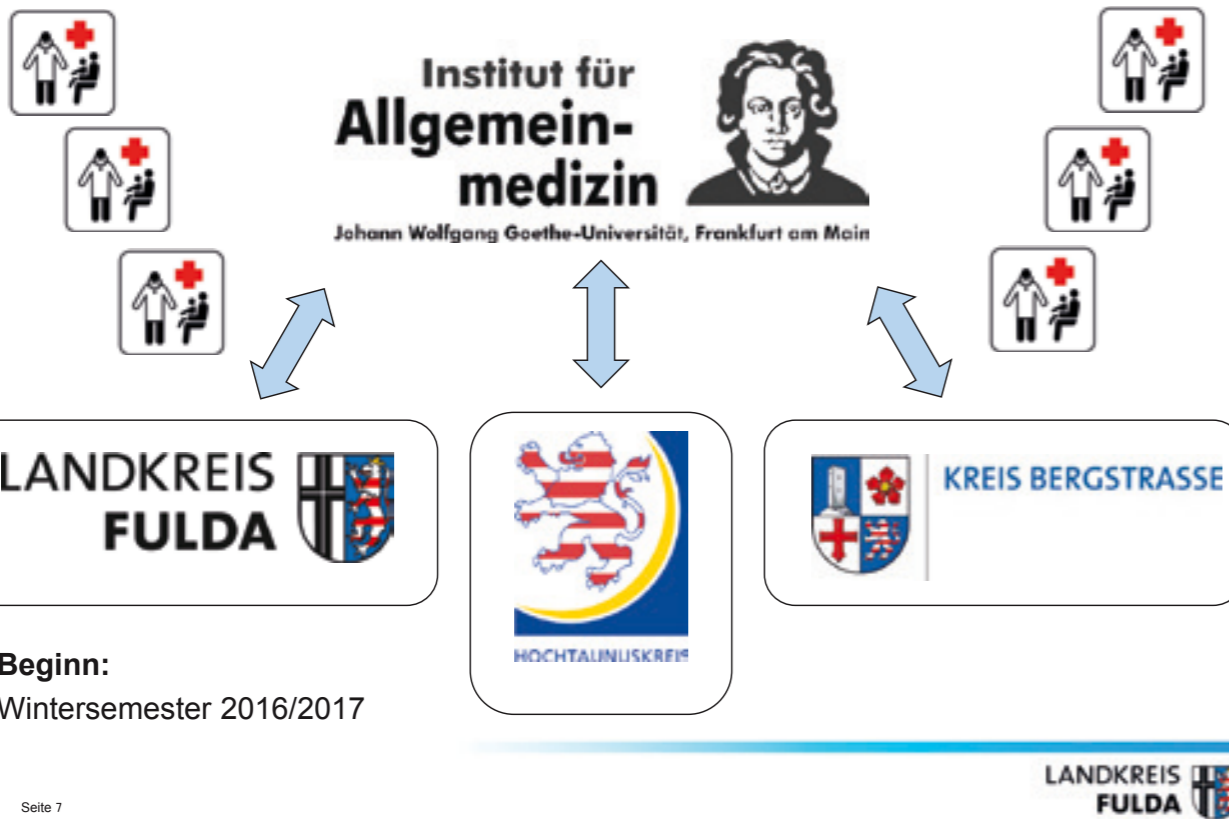 Institut für
Allgemein-
medizin
Johann Wolfgang Goethe-Universität, Frankfurt am Main
LANDKREIS
FULDA
HOCHTAUNUSKREIS
KREIS BERGSTRASSE
Beginn:
Wintersemester 2016/2017
Seite 7
LANDKREIS
FULDA